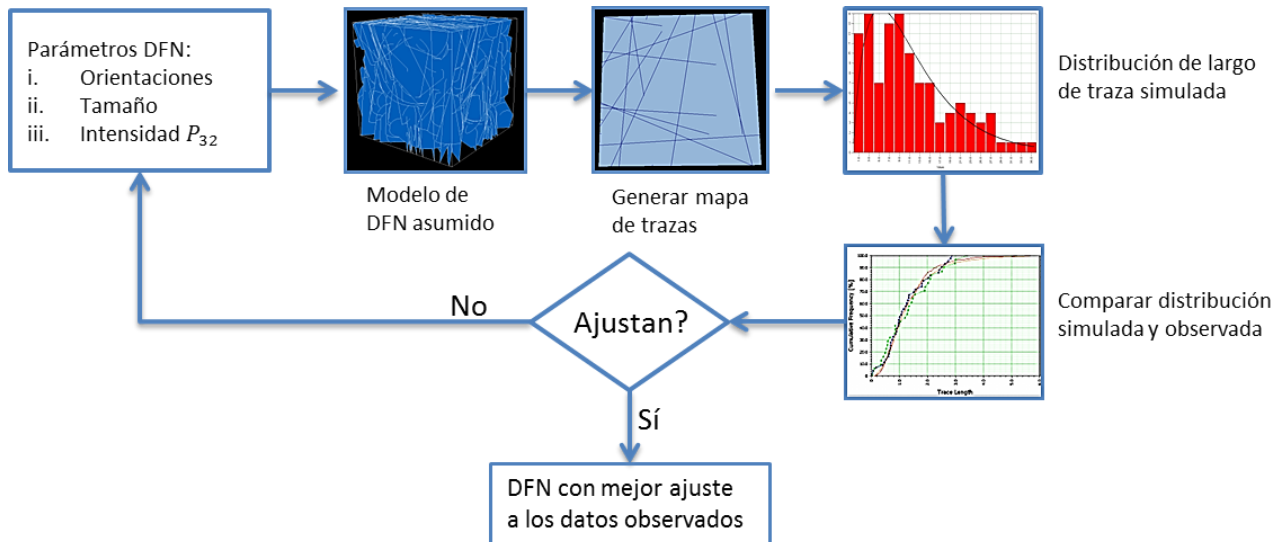 Parámetros DFN:
i. Orientaciones
ii. Tamaño
iii. Intensidad P₃₂
Modelo de
DFN asumido
Generar mapa
de trazas
Distribución de largo
de traza simulada
Cumulative Frequency [%]
Trace Length
Comparar distribución
simulada y observada
Ajustan?
No
Sí
DFN con mejor ajuste
a los datos observados